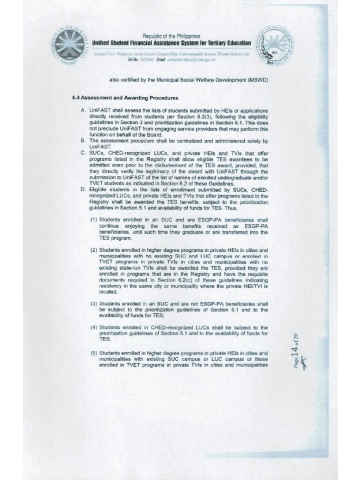 Republic of the Philippines
Unified Student Financial Assistance System for Tertiary Education
also certified by the Municipal Social Welfare Development (MSWD)
6.4 Assessment and Awarding Procedures
A. UniFAST shall assess the lists of students submitted by HEIs or applications
directly received from students per Section 6.3(3), following the eligibility
guidelines in Section 3 and prioritization guidelines in Section 5.1. This does
not preclude UniFAST from engaging service providers that may perform this
function on behalf of the Board.
B. The assessment procedure shall be centralized and administered solely by
UniFAST.
C. SUCs, CHED-recognized LUCs, and private HEIs and TVIs that offer
programs listed in the Registry shall allow eligible TES awardees to be
admitted even prior to the disbursement of the TES award, provided, that
they directly verify the legitimacy of the award with UniFAST through the
submission to UniFAST of the list of names of enrolled undergraduate and/or
TVET students as indicated in Section 6.2 of these Guidelines.
D. Eligible students in the lists of enrollment submitted by SUCs, CHED-
recognized LUCs, and private HEIs and TVIs that offer programs listed in the
Registry shall be awarded the TES benefits, subject to the prioritization
guidelines in Section 5.1 and availability of funds for TES. Thus,
(1) Students enrolled in an SUC and are ESGP-PA beneficiaries shall
continue enjoying the same benefits received as ESGP-PA
beneficiaries, until such time they graduate or are transferred into the
TES program;
(2) Students enrolled in higher degree programs in private HEIs in cities and
municipalities with no existing SUC and LUC campus or enrolled in
TVET programs in private TVIs in cities and municipalities with no
existing state-run TVIs shall be awarded the TES, provided they are
enrolled in programs that are in the Registry and have the requisite
documents required in Section 6.2(c) of these guidelines indicating
residency in the same city or municipality where the private HEI/TVI is
located;
(3) Students enrolled in an SUC and are not ESGP-PA beneficiaries shall
be subject to the prioritization guidelines of Section 5.1 and to the
availability of funds for TES;
(4) Students enrolled in CHED-recognized LUCs shall be subject to the
prioritization guidelines of Section 5.1 and to the availability of funds for
TES;
(5) Students enrolled in higher degree programs in private HEIs in cities and
municipalities with existing SUC campus or LUC campus or these
enrolled in TVET programs in private TVIs in cities and municipalities
Page 14 of 29